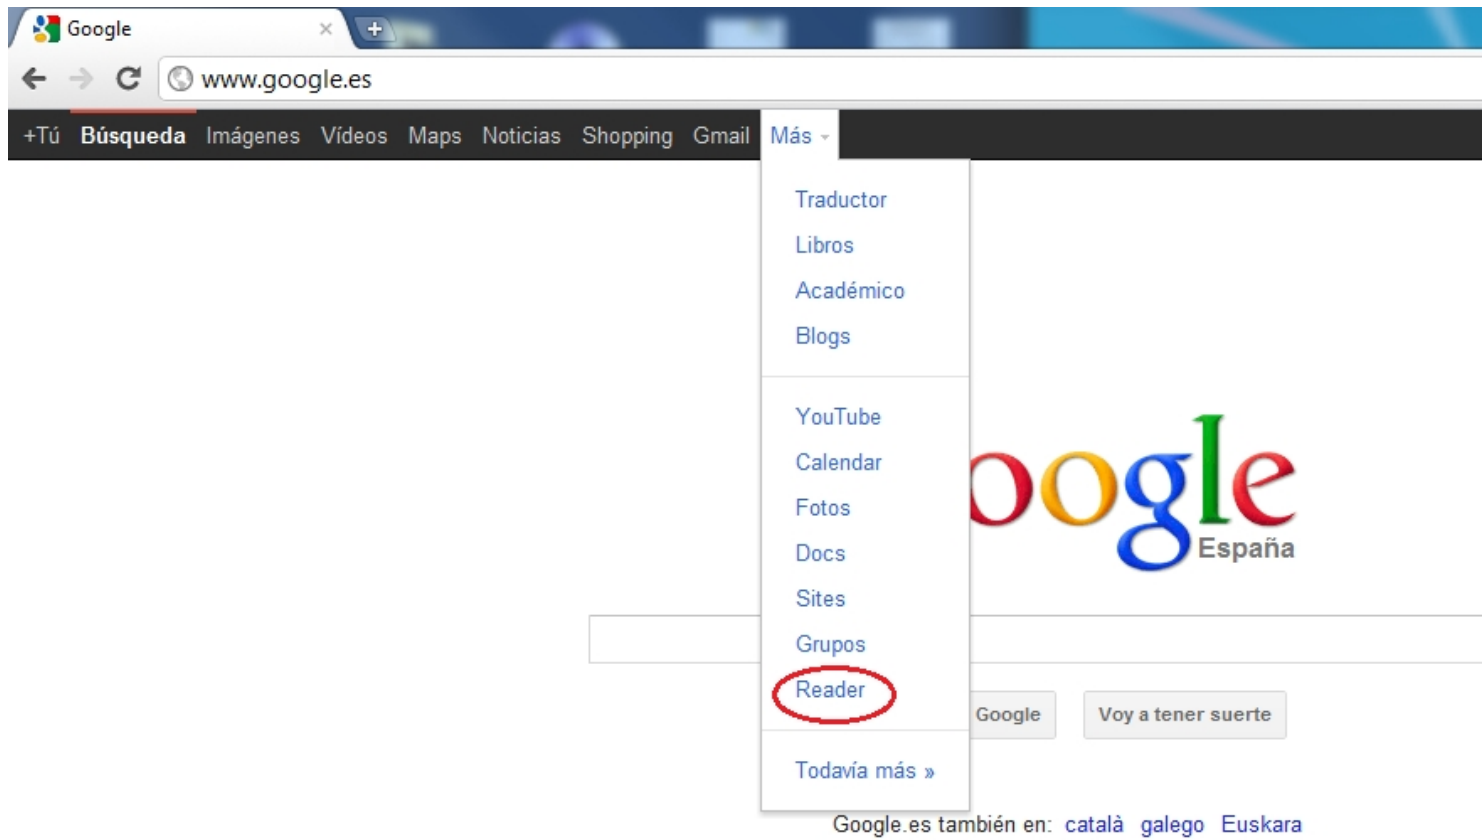 Google
www.google.es
+Tú Búsqueda Imágenes Vídeos Maps Noticias Shopping Gmail Más
Traductor
Libros
Académico
Blogs
YouTube
Calendar
Fotos
Docs
Sites
Grupos
Reader
Todavía más »
oogle
España
Google
Voy a tener suerte
Google.es también en: català galego Euskara